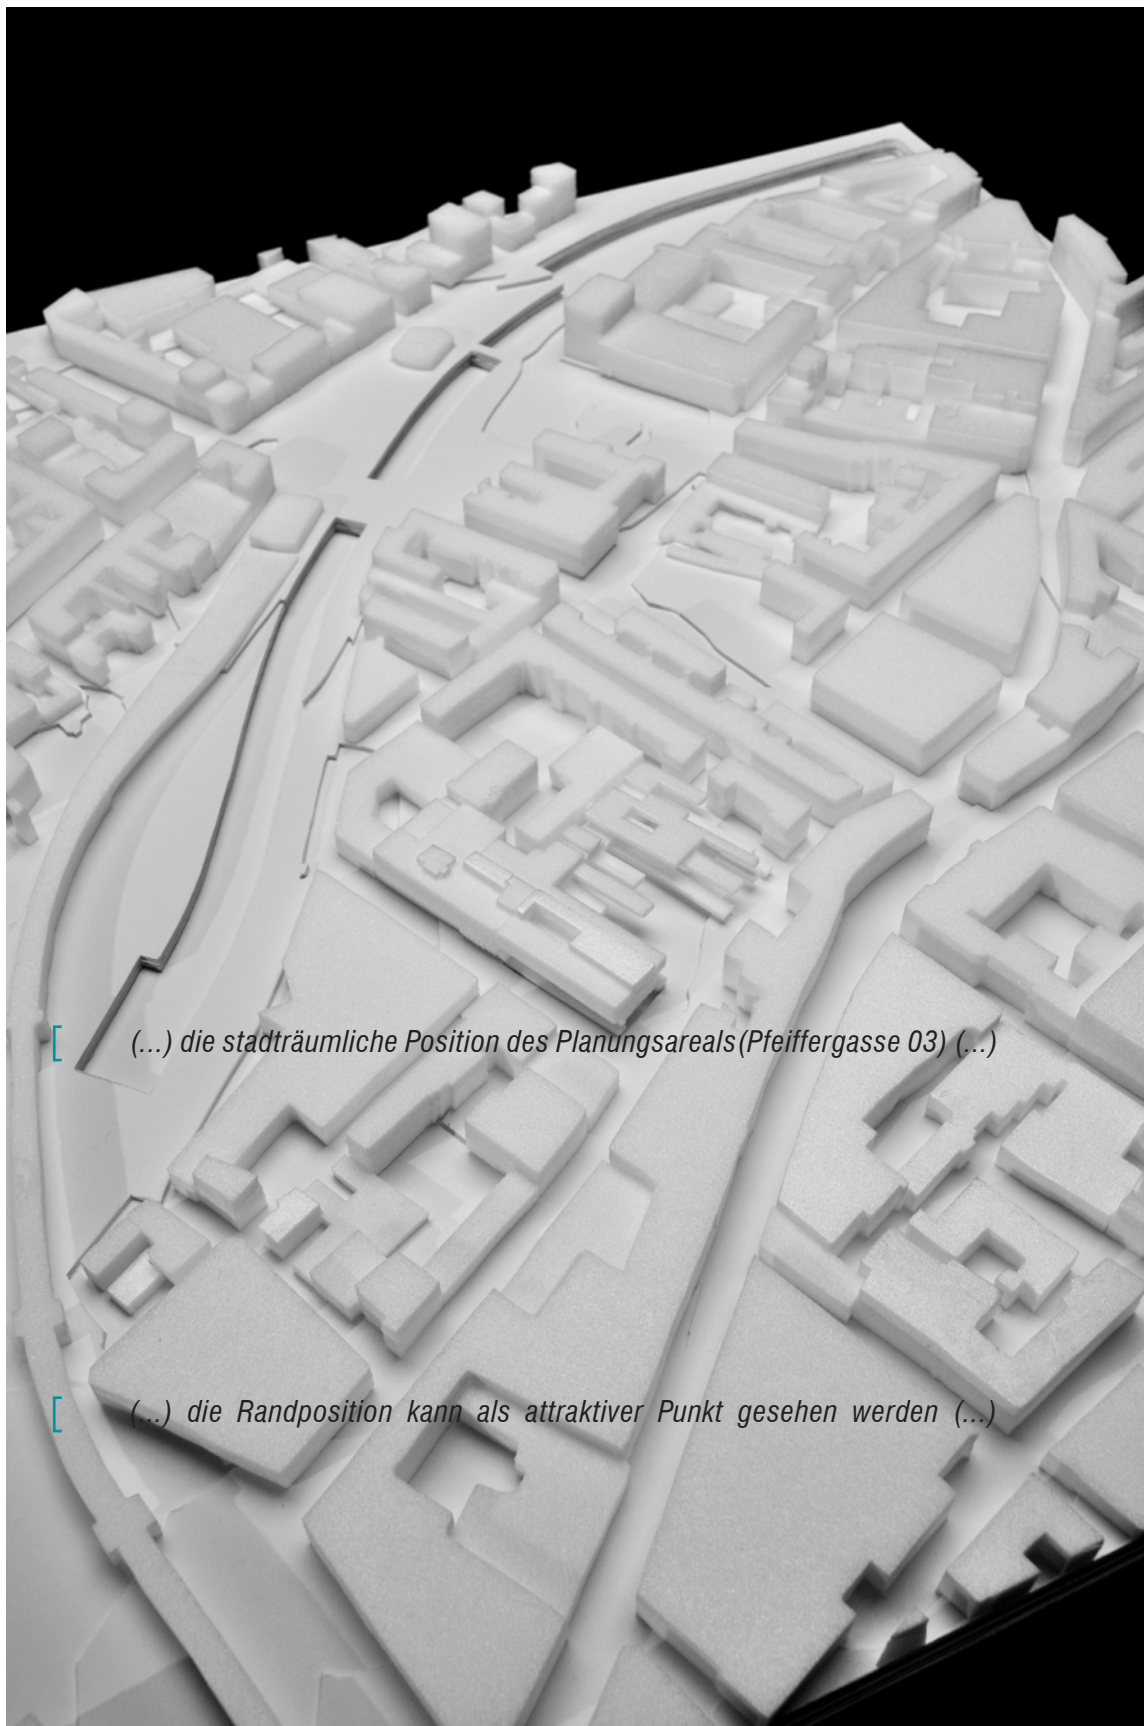 (...) die stadträumliche Position des Planungsareals(Pfeiffergasse 03) (...)
(...) die Randposition kann als attraktiver Punkt gesehen werden (...)